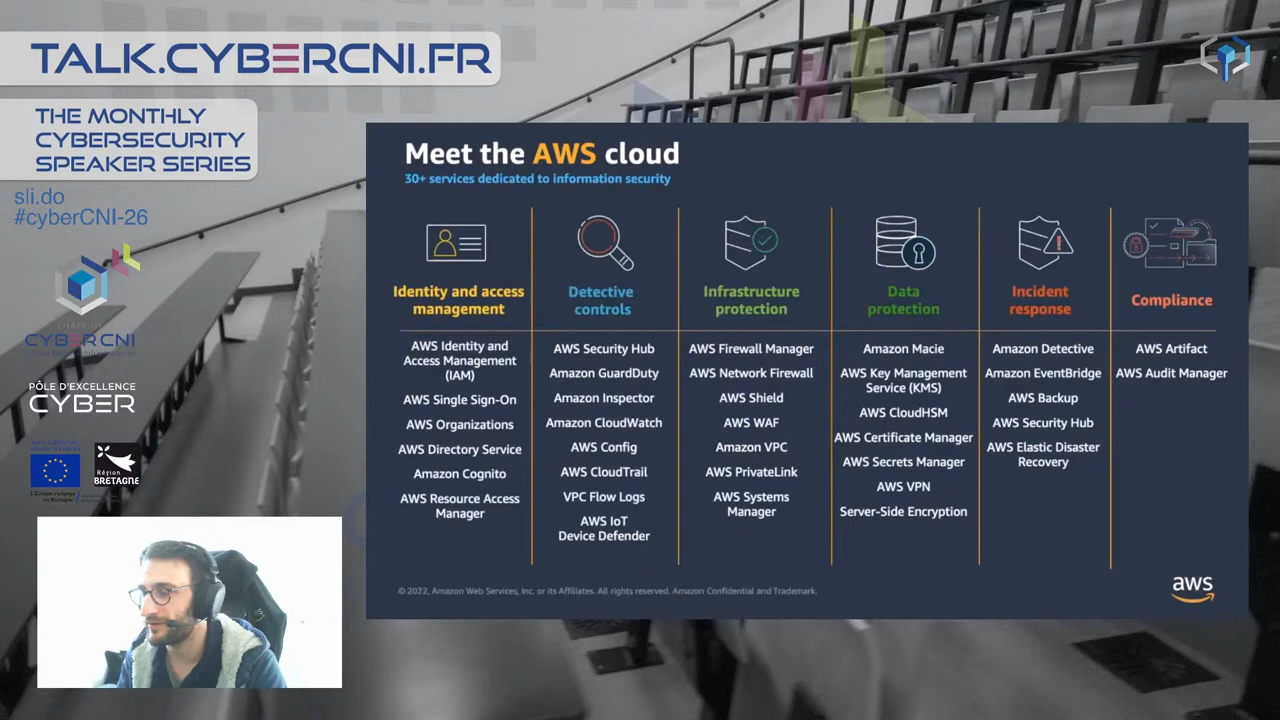 TALK.CYBERCNI.FR
THE MONTHLY
CYBERSECURITY
SPEAKER SERIES
sli.do
#cyberCNI-26
CHAIR OF
CYBER CNI
PÔLE D'EXCELLENCE
CYBER
Région
BRETAGNE
Meet the AWS cloud
30+ services dedicated to information security
Identity and access
management
AWS Identity and
Access Management
(IAM)
AWS Single Sign-On
AWS Organizations
AWS Directory Service
Amazon Cognito
AWS Resource Access
Manager
Detective
controls
AWS Security Hub
Amazon GuardDuty
Amazon Inspector
Amazon CloudWatch
AWS Config
AWS CloudTrail
VPC Flow Logs
AWS IoT
Device Defender
Infrastructure
protection
AWS Firewall Manager
AWS Network Firewall
AWS Shield
AWS WAF
Amazon VPC
AWS PrivateLink
AWS Systems
Manager
Data
protection
Amazon Macie
AWS Key Management
Service (KMS)
AWS CloudHSM
AWS Certificate Manager
AWS Secrets Manager
AWS VPN
Server-Side Encryption
Incident
response
Amazon Detective
Amazon EventBridge
AWS Backup
AWS Security Hub
AWS Elastic Disaster
Recovery
Compliance
AWS Artifact
AWS Audit Manager
© 2022, Amazon Web Services, Inc. or its Affiliates. All rights reserved. Amazon Confidential and Trademark.
aws